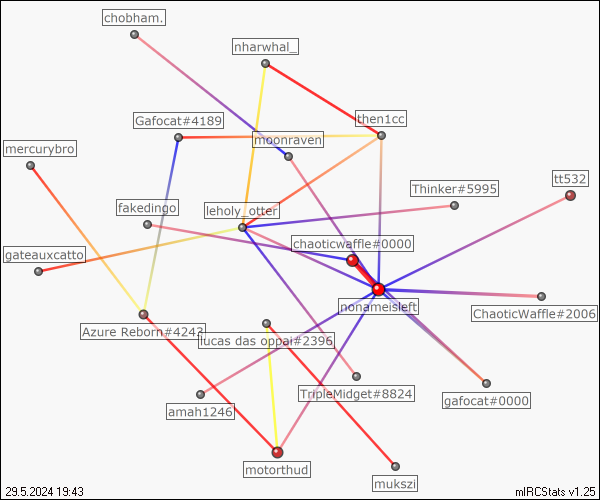 chobham.
nharwhal_
Gafocat#4189
then1cc
moonraven
mercurybro
tt532
Thinker#5995
fakedingo
leholy_otter
chaoticwaffle#0000
gateauxcatto
nonameisleft
ChaoticWaffle#2006
Azure Reborn#4243
lucas das oppai#2396
TripleMidget#8824
gafocat#0000
amah1246
motorthud
mukszi
29.5.2024 19:43
mIRCStats v1.25